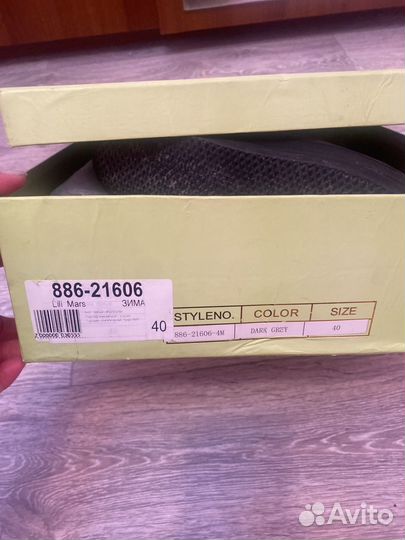 886-21606
Lili Mars ЗИМА
40
STYLENO. COLOR SIZE
886-21606-4M DARK GREY 40
Avito